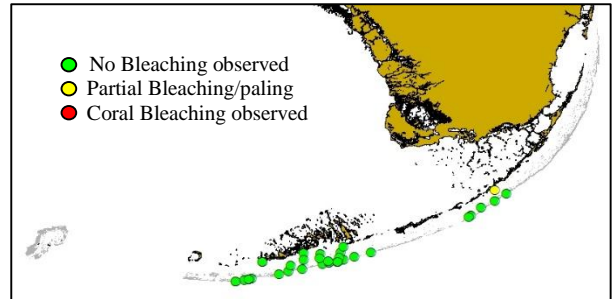 No Bleaching observed
Partial Bleaching/paling
Coral Bleaching observed